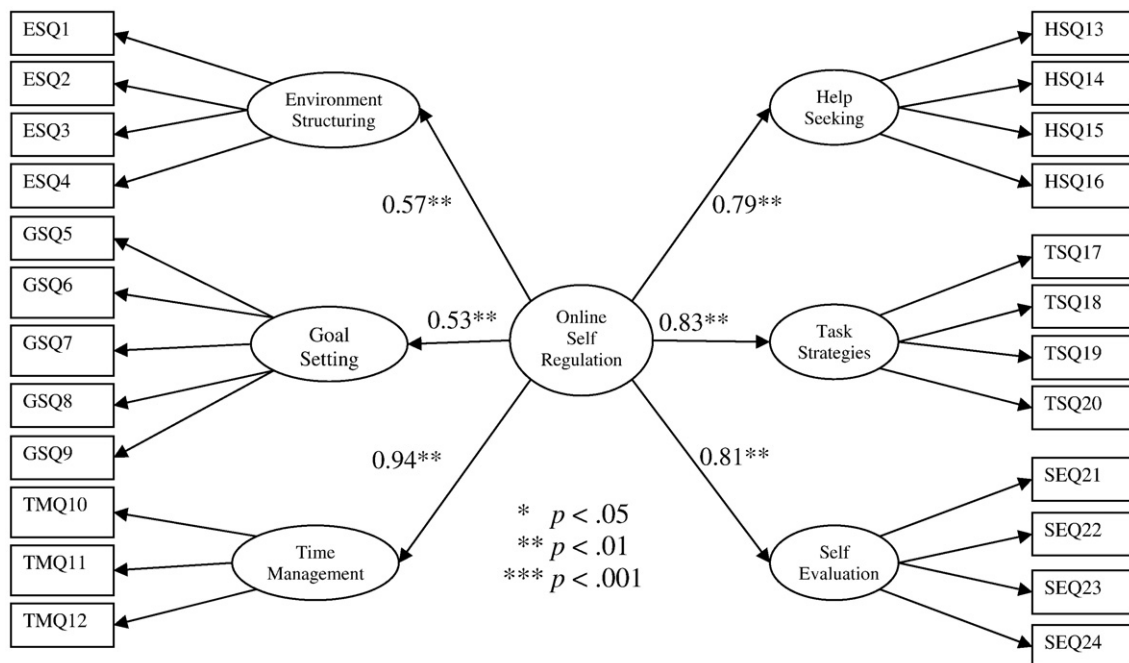 ESQ1
ESQ2
ESQ3
ESQ4
GSQ5
GSQ6
GSQ7
GSQ8
GSQ9
TMQ10
TMQ11
TMQ12
Environment
Structuring
0.57**
Goal
Setting
0.53**
Time
Management
0.94**
Online
Self
Regulation
* p < .05
** p < .01
*** p < .001
Help
Seeking
0.79**
Task
Strategies
0.83**
Self
Evaluation
0.81**
HSQ13
HSQ14
HSQ15
HSQ16
TSQ17
TSQ18
TSQ19
TSQ20
SEQ21
SEQ22
SEQ23
SEQ24